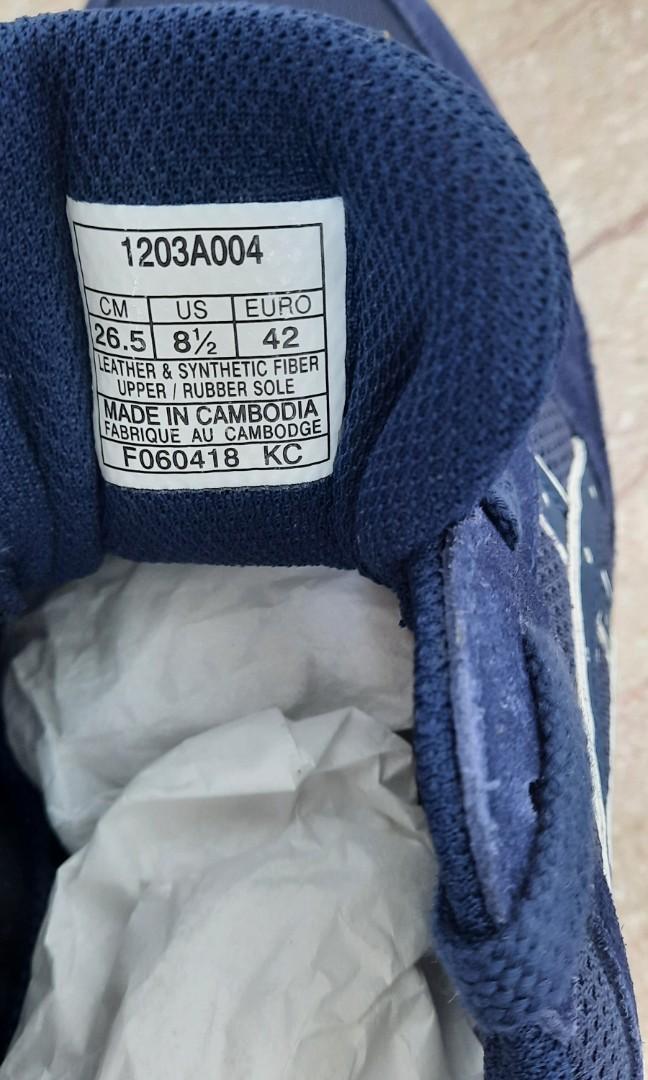 1203A004
CM US EURO
26.5 8½ 42
LEATHER & SYNTHETIC FIBER
UPPER / RUBBER SOLE
MADE IN CAMBODIA
FABRIQUE AU CAMBODGE
F060418 KC